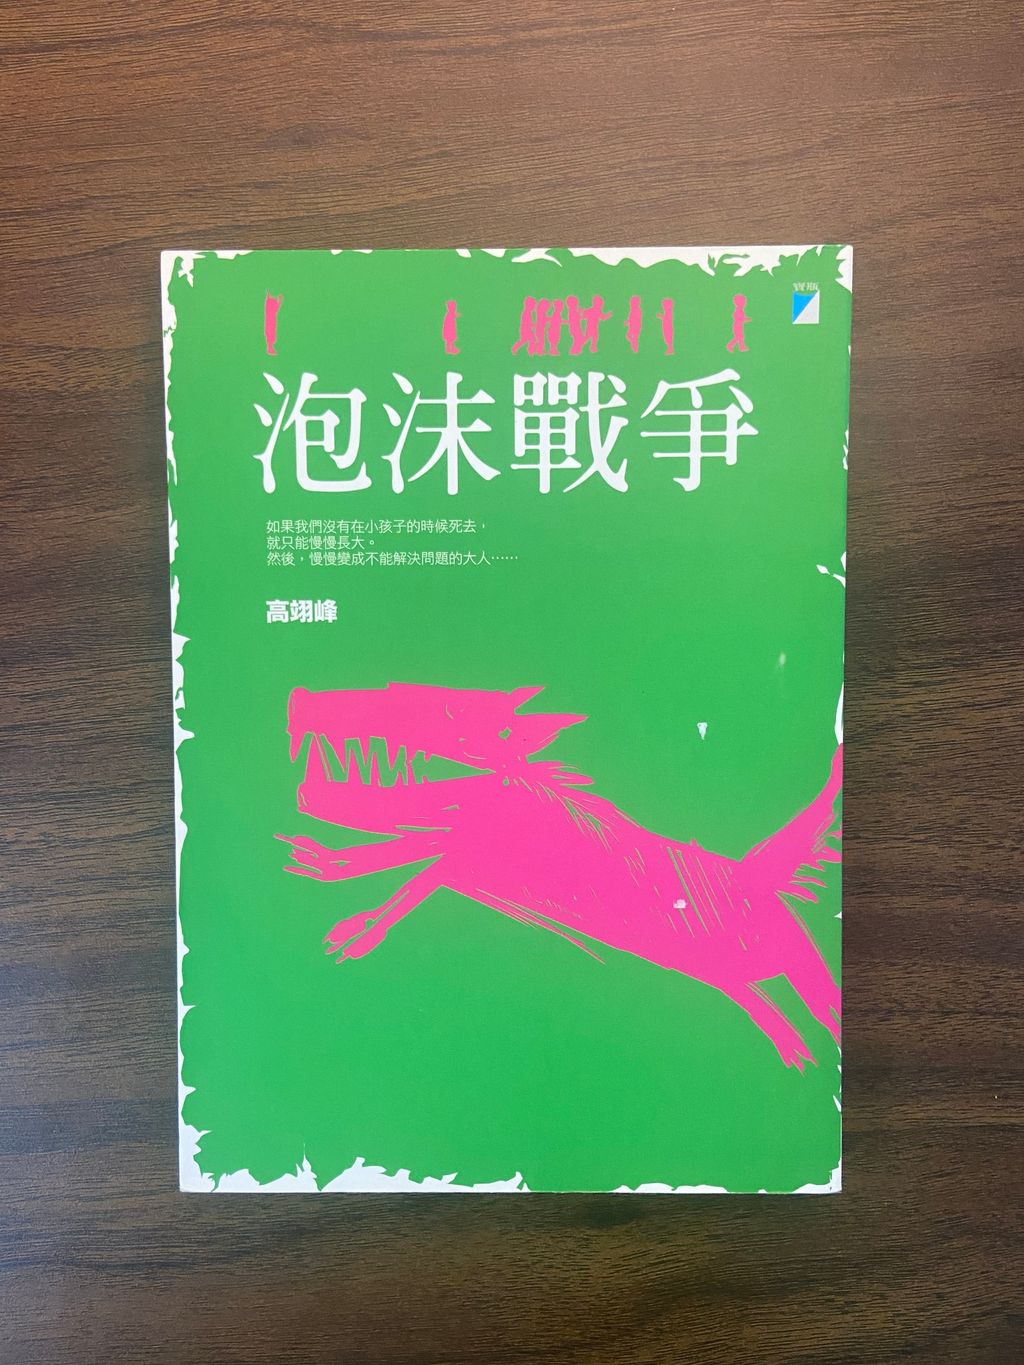 寶瓶
泡沫戰爭
如果我們沒有在小孩子的時候死去，
就只能慢慢長大。
然後，慢慢變成不能解決問題的大人……
高翊峰